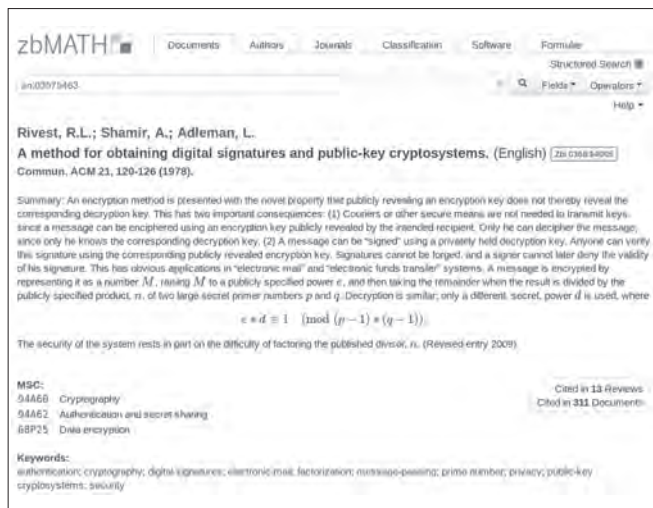 zbMATH
Documents Authors Journals Classification Software Formulæ
Structured Search
an:03575463
Fields Operators
Help
Rivest, R.L.; Shamir, A.; Adleman, L.
A method for obtaining digital signatures and public-key cryptosystems. (English)
Commun. ACM 21, 120-126 (1978).
Summary: An encryption method is presented with the novel property that publicly revealing an encryption key does not thereby reveal the
corresponding decryption key. This has two important consequences: (1) Couriers or other secure means are not needed to transmit keys,
since a message can be enciphered using an encryption key publicly revealed by the intended recipient. Only he can decipher the message,
since only he knows the corresponding decryption key. (2) A message can be "signed" using a privately held decryption key. Anyone can verify
this signature using the corresponding publicly revealed encryption key. Signatures cannot be forged, and a signer cannot later deny the validity
of his signature. This has obvious applications in "electronic mail" and "electronic funds transfer" systems. A message is encrypted by
representing it as a number M, raising M to a publicly specified power e, and then taking the remainder when the result is divided by the
publicly specified product, n, of two large secret primer numbers p and q. Decryption is similar; only a different, secret, power d is used, where
e * d ≡ 1 (mod (p − 1) * (q − 1)).
The security of the system rests in part on the difficulty of factoring the published divisor, n. (Revised entry 2009)
MSC:
94A60 Cryptography
94A62 Authentication and secret sharing
68P25 Data encryption
Cited in 13 Reviews
Cited in 311 Documents
Keywords:
authentication; cryptography; digital signatures; electronic mail; factorization; message-passing; prime number; privacy; public-key
cryptosystems; security